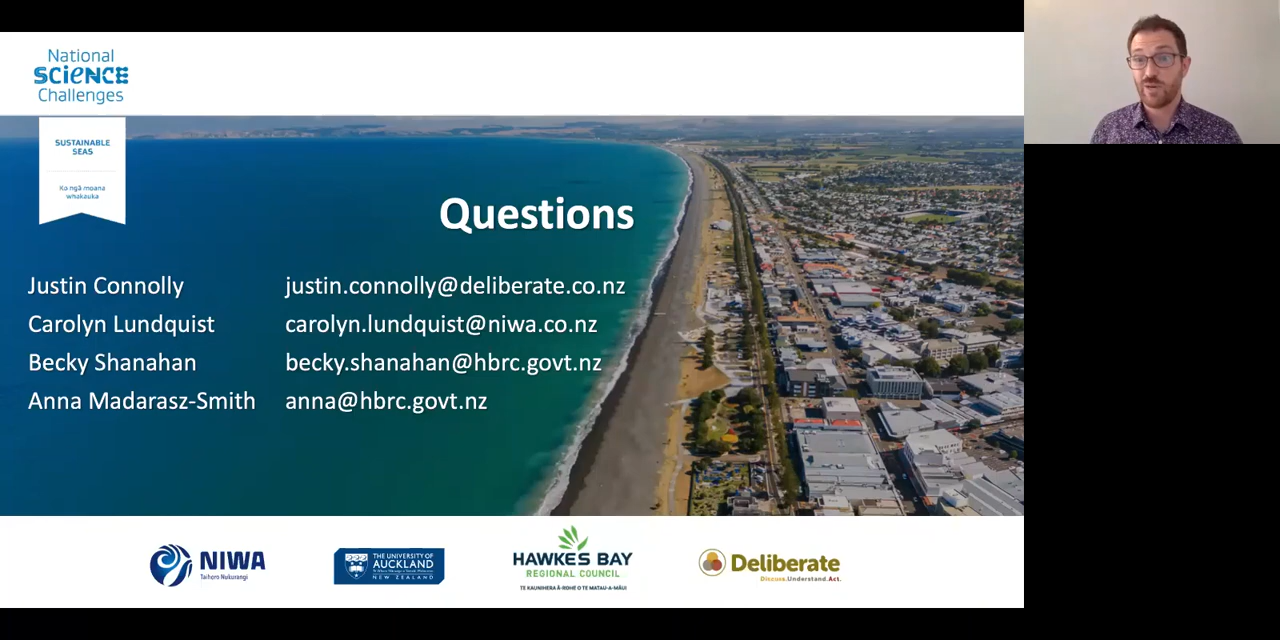 National
SCIENCE
Challenges
SUSTAINABLE
SEAS
Ko ngā moana
whakauka
Questions
Justin Connolly justin.connolly@deliberate.co.nz
Carolyn Lundquist carolyn.lundquist@niwa.co.nz
Becky Shanahan becky.shanahan@hbrc.govt.nz
Anna Madarasz-Smith anna@hbrc.govt.nz
NIWA
Taihoro Nukurangi
THE UNIVERSITY OF
AUCKLAND
NEW ZEALAND
HAWKE'S BAY
REGIONAL COUNCIL
TE KAUNIHERA Ā-ROHE O TE MATAU-A-MĀUI
Deliberate
Discuss.Understand.Act.